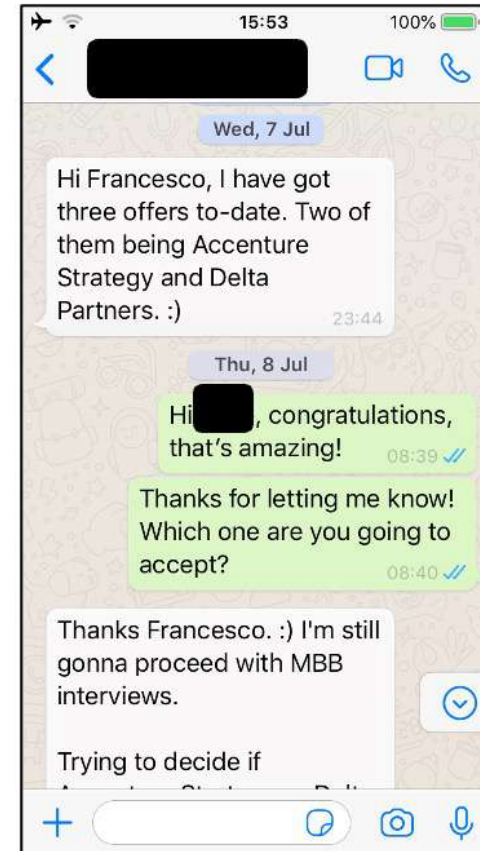 15:53
100%
Wed, 7 Jul
Hi Francesco, I have got
three offers to-date. Two of
them being Accenture
Strategy and Delta
Partners. :)
23:44
Thu, 8 Jul
Hi , congratulations,
that's amazing!
08:39
Thanks for letting me know!
Which one are you going to
accept?
08:40
Thanks Francesco. :) I'm still
gonna proceed with MBB
interviews.
Trying to decide if